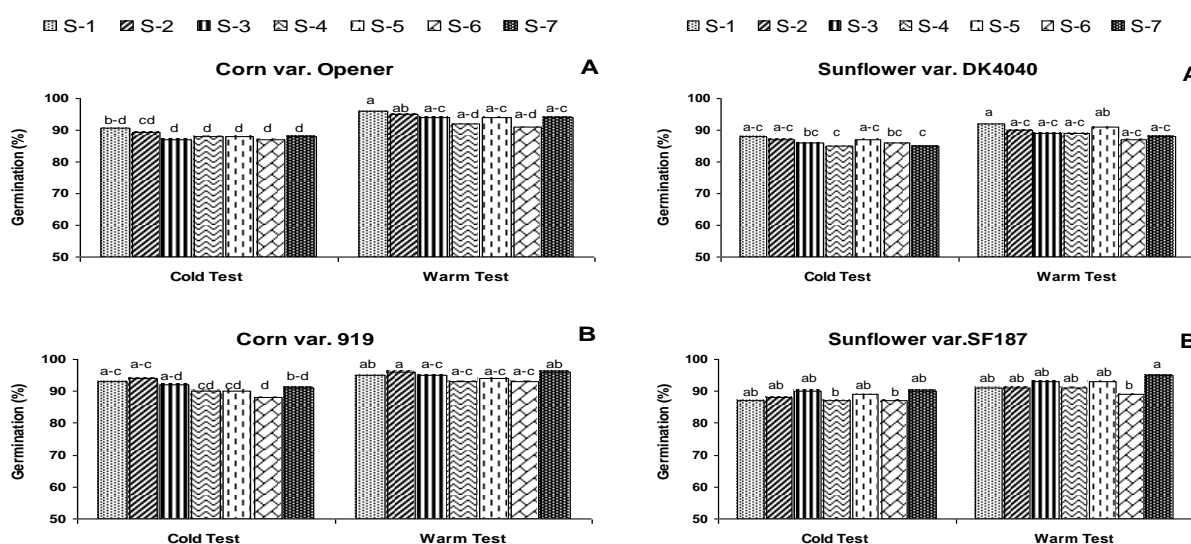 S-1 S-2 S-3 S-4 S-5 S-6 S-7
Corn var. Opener
A
Germination (%)
100
90
80
70
60
50
b-d cd d d d d d
a ab a-c a-d a-c a-d a-c
Cold Test Warm Test
Corn var. 919
B
Germination (%)
100
90
80
70
60
50
a-c a-c a-d cd cd d b-d
ab a a-c a-c a-c a-c ab
Cold Test Warm Test
S-1 S-2 S-3 S-4 S-5 S-6 S-7
Sunflower var. DK4040
A
Germination (%)
100
90
80
70
60
50
a-c a-c bc c a-c bc c
a a-c a-c a-c ab a-c a-c
Cold Test Warm Test
Sunflower var.SF187
B
Germination (%)
100
90
80
70
60
50
ab ab ab b ab b ab
ab ab ab ab ab b a
Cold Test Warm Test